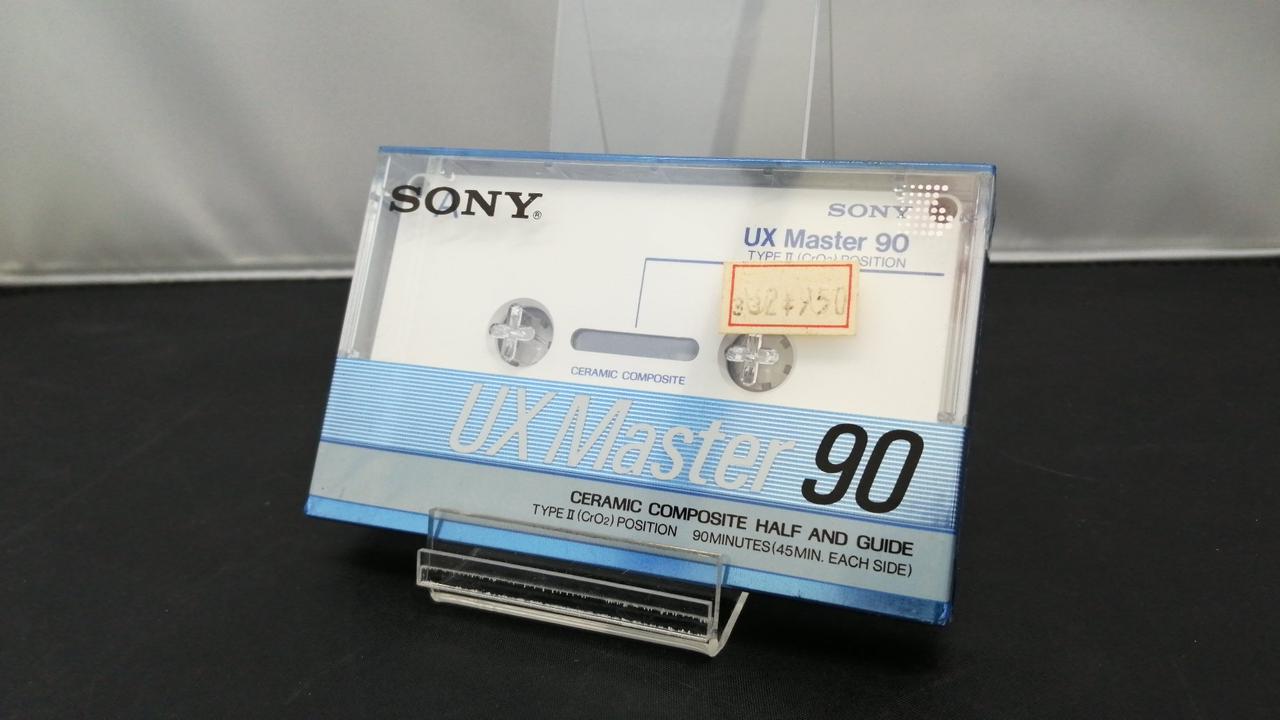 SONY®
A
SONY
UX Master 90
TYPE II (CrO2) POSITION
CERAMIC COMPOSITE
UX Master 90
CERAMIC COMPOSITE HALF AND GUIDE
TYPE II (CrO2) POSITION 90MINUTES (45MIN. EACH SIDE)